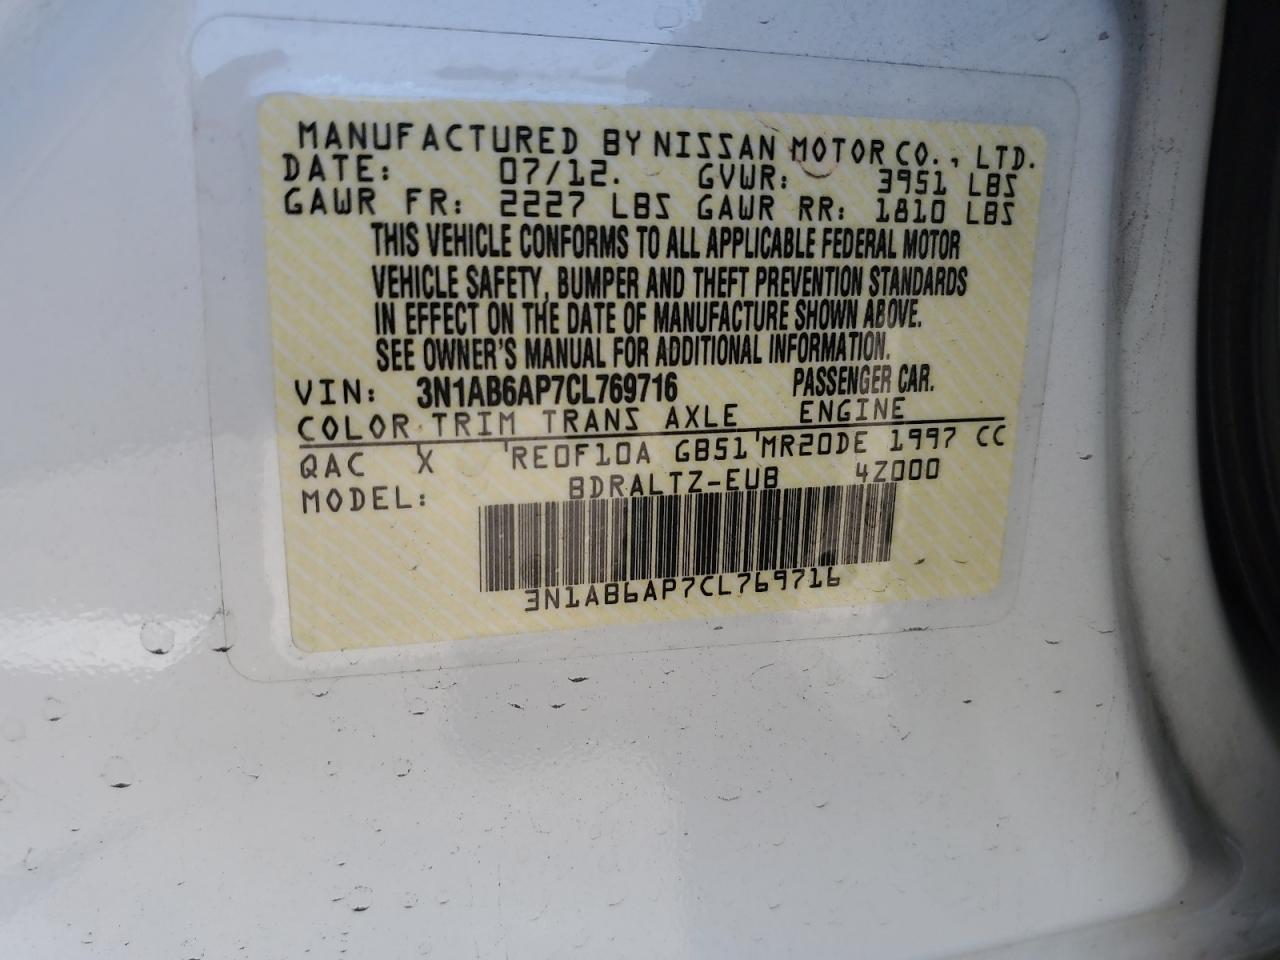 MANUFACTURED BY NISSAN MOTOR CO., LTD.
DATE: 07/12. GVWR: 3951 LBS
GAWR FR: 2227 LBS GAWR RR: 1810 LBS
THIS VEHICLE CONFORMS TO ALL APPLICABLE FEDERAL MOTOR
VEHICLE SAFETY, BUMPER AND THEFT PREVENTION STANDARDS
IN EFFECT ON THE DATE OF MANUFACTURE SHOWN ABOVE.
SEE OWNER'S MANUAL FOR ADDITIONAL INFORMATION.
VIN: 3N1AB6AP7CL769716 PASSENGER CAR.
COLOR TRIM TRANS AXLE ENGINE
QAC X RE0F10A GB51 MR20DE 1997 CC
MODEL: BDRALTZ-EUB 4Z000
3N1AB6AP7CL769716